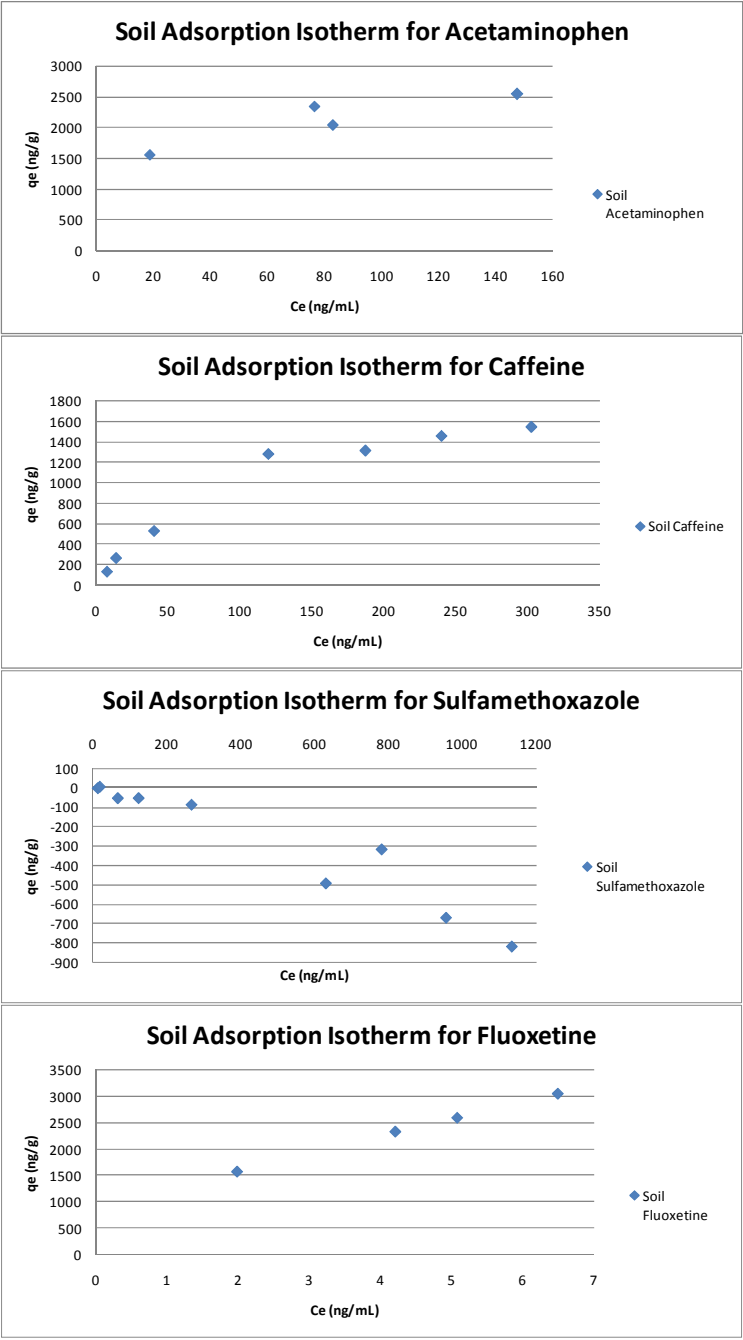 Soil Adsorption Isotherm for Acetaminophen
3000
2500
2000
1500
1000
500
0
qe (ng/g)
0 20 40 60 80 100 120 140 160
Ce (ng/mL)
Soil
Acetaminophen
Soil Adsorption Isotherm for Caffeine
1800
1600
1400
1200
1000
800
600
400
200
0
qe (ng/g)
0 50 100 150 200 250 300 350
Ce (ng/mL)
Soil Caffeine
Soil Adsorption Isotherm for Sulfamethoxazole
0 200 400 600 800 1000 1200
100
0
-100
-200
-300
-400
-500
-600
-700
-800
-900
qe (ng/g)
Ce (ng/mL)
Soil
Sulfamethoxazole
Soil Adsorption Isotherm for Fluoxetine
3500
3000
2500
2000
1500
1000
500
0
qe (ng/g)
0 1 2 3 4 5 6 7
Ce (ng/mL)
Soil
Fluoxetine